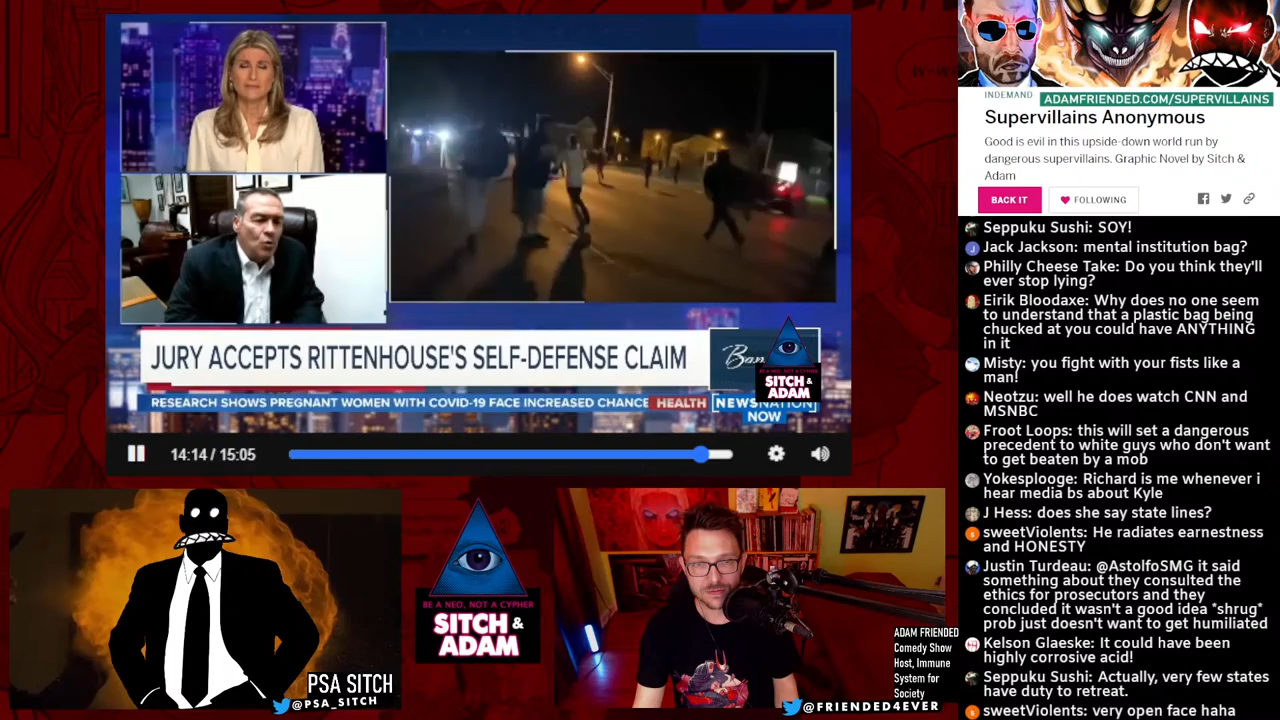 JURY ACCEPTS RITTENHOUSE'S SELF-DEFENSE CLAIM
BE A NEO, NOT A CYPHER
SITCH &
ADAM
RESEARCH SHOWS PREGNANT WOMEN WITH COVID-19 FACE INCREASED CHANCE HEALTH
NEWSNATION
NOW
14:14 / 15:05
PSA SITCH
@PSA_SITCH
BE A NEO, NOT A CYPHER
SITCH &
ADAM
ADAM FRIENDED
Comedy Show
Host, Immune
System for
Society
@FRIENDED4EVER
INDEMAND
ADAMFRIENDED.COM/SUPERVILLAINS
Supervillains Anonymous
Good is evil in this upside-down world run by
dangerous supervillains. Graphic Novel by Sitch &
Adam
BACK IT
FOLLOWING
Seppuku Sushi: SOY!
Jack Jackson: mental institution bag?
Philly Cheese Take: Do you think they'll
ever stop lying?
Eirik Bloodaxe: Why does no one seem
to understand that a plastic bag being
chucked at you could have ANYTHING
in it
Misty: you fight with your fists like a
man!
Neotzu: well he does watch CNN and
MSNBC
Froot Loops: this will set a dangerous
precedent to white guys who don't want
to get beaten by a mob
Yokesplooge: Richard is me whenever i
hear media bs about Kyle
J Hess: does she say state lines?
sweetViolents: He radiates earnestness
and HONESTY
Justin Turdeau: @AstolfoSMG it said
something about they consulted the
ethics for prosecutors and they
concluded it wasn't a good idea *shrug*
prob just doesn't want to get humiliated
Kelson Glaeske: It could have been
highly corrosive acid!
Seppuku Sushi: Actually, very few states
have duty to retreat.
sweetViolents: very open face haha